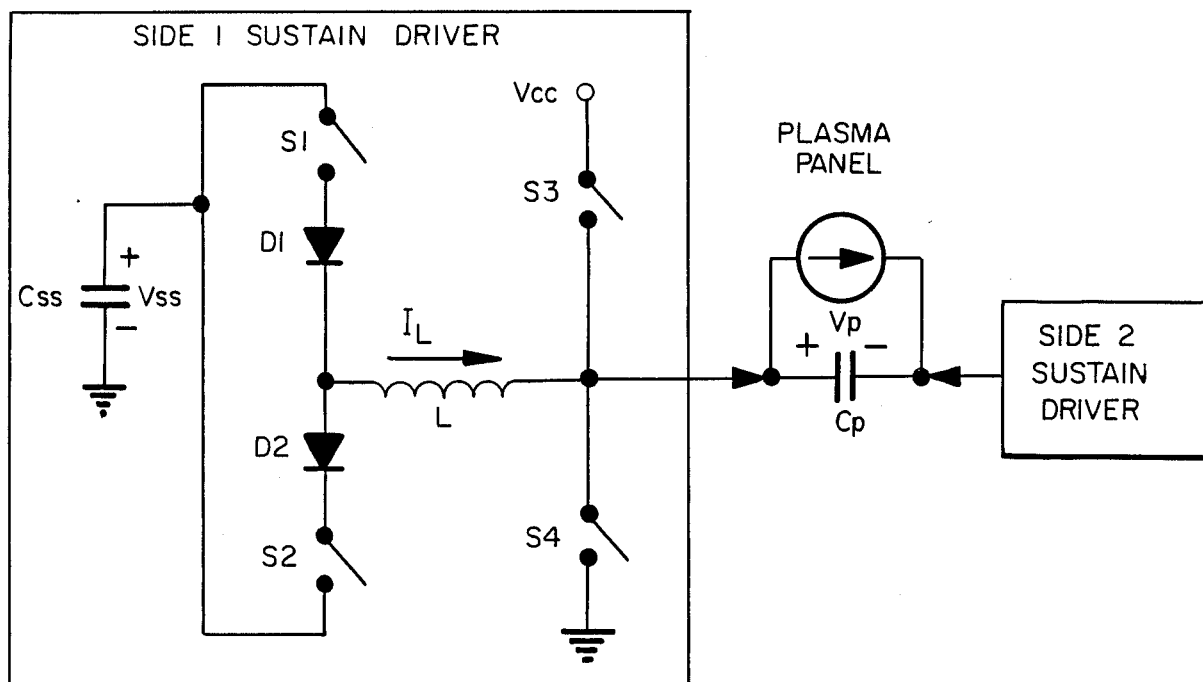 SIDE 1 SUSTAIN DRIVER
Vcc
S1
S3
PLASMA
PANEL
D1
+
Css
Vss
−
IL
Vp
+ −
SIDE 2
SUSTAIN
DRIVER
L
Cp
D2
S2
S4